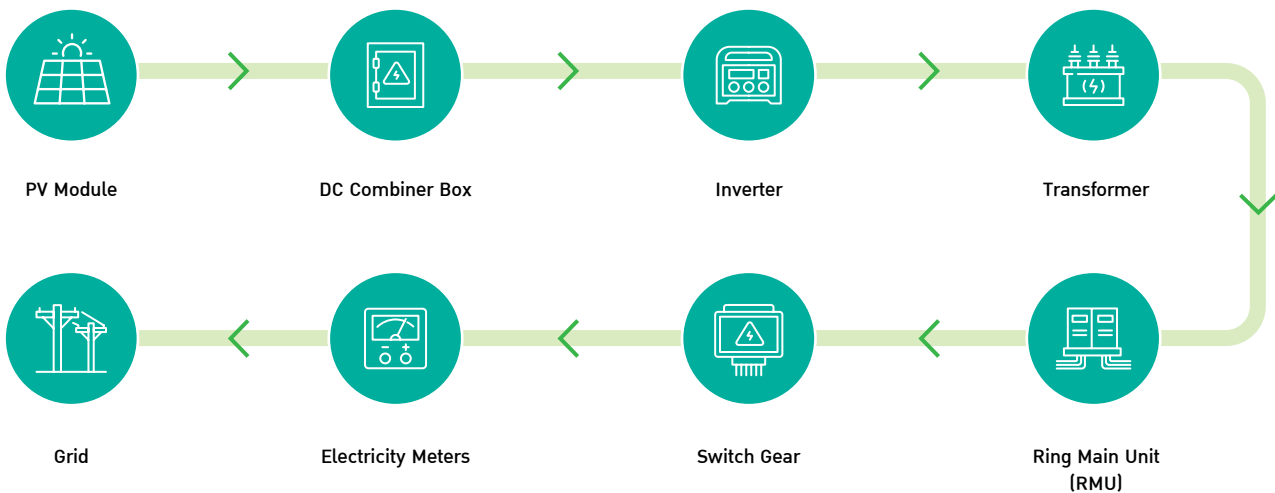 PV Module
DC Combiner Box
Inverter
Transformer
Grid
Electricity Meters
Switch Gear
Ring Main Unit
(RMU)